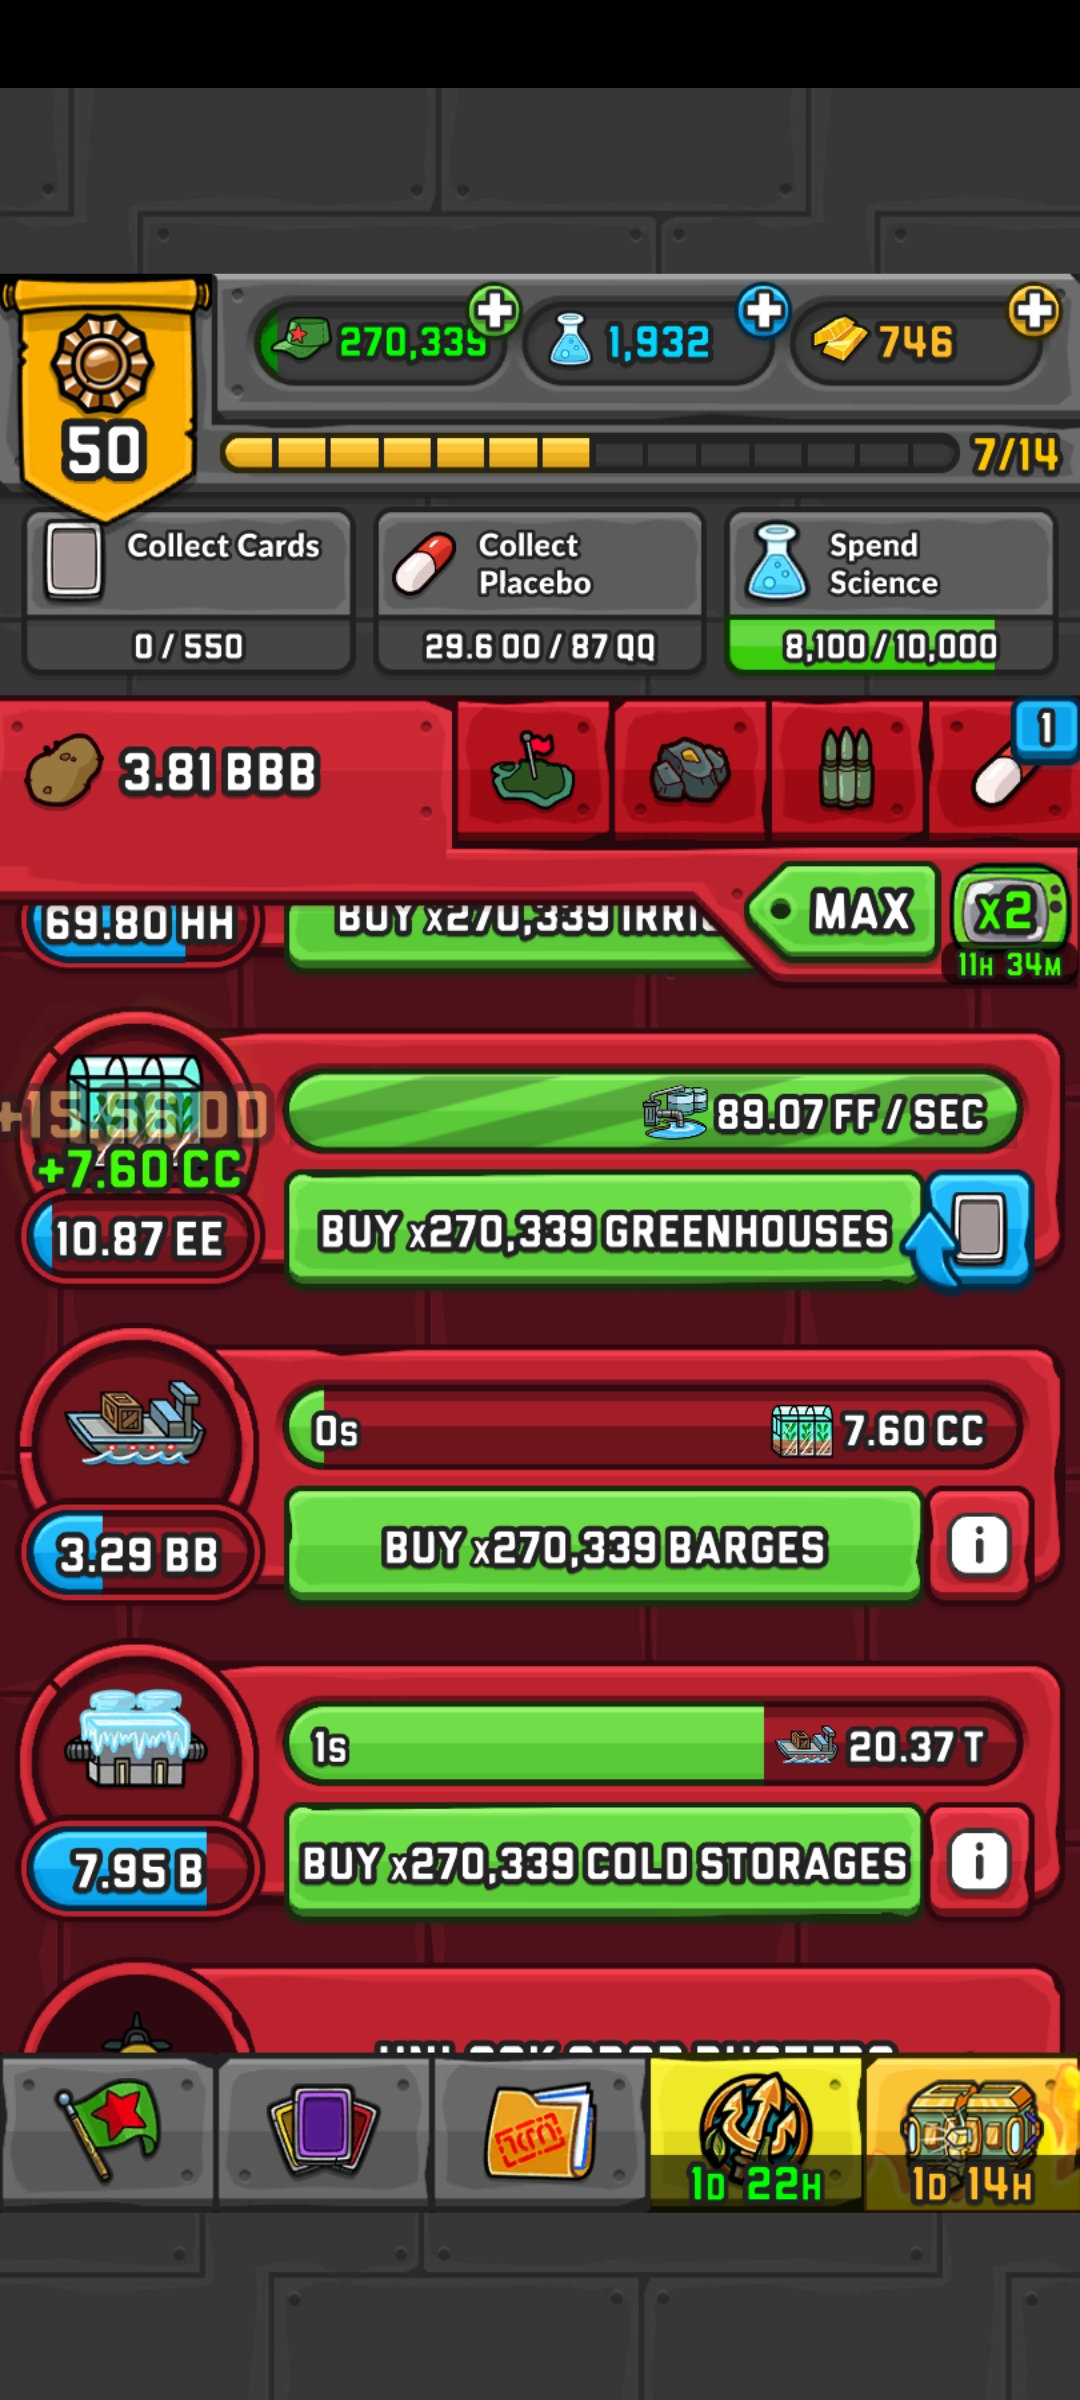 270,339
1,932
746
50
7/14
Collect Cards
Collect
Placebo
Spend
Science
0 / 550
29.6 OO / 87 QQ
8,100 / 10,000
3.81 BBB
1
MAX
x2
11H 34M
69.80 HH
BUY x270,339
89.07 FF / SEC
+7.60 CC
10.87 EE
BUY x270,339 GREENHOUSES
0s
7.60 CC
3.29 BB
BUY x270,339 BARGES
i
1s
20.37 T
7.95 B
BUY x270,339 COLD STORAGES
i
1D 22H
1D 14H